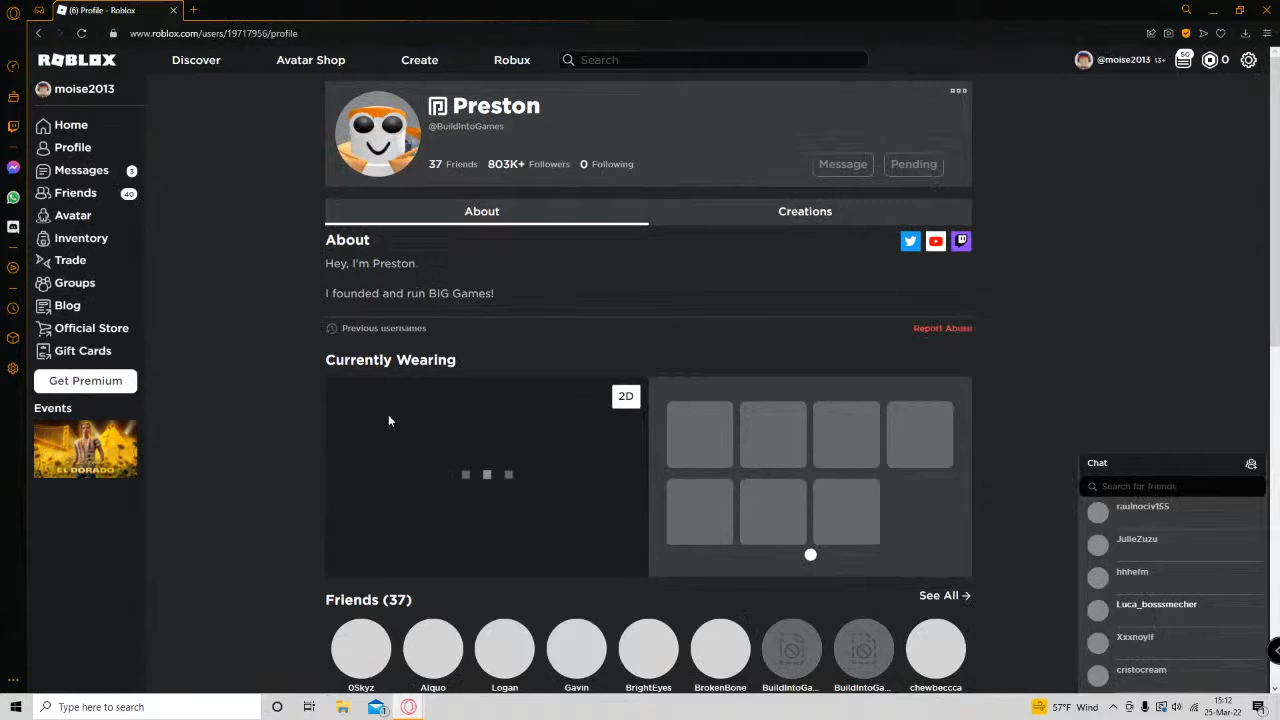 (6) Profile - Roblox
www.roblox.com/users/19717956/profile
ROBLOX
Discover
Avatar Shop
Create
Robux
Search
@moise2013 13+
50
0
moise2013
Home
Profile
Messages 3
Friends 40
Avatar
Inventory
Trade
Groups
Blog
Official Store
Gift Cards
Get Premium
Events
EL DORADO
Preston
@BuildIntoGames
37 Friends 803K+ Followers 0 Following
Message
Pending
About
Creations
About
Hey, I'm Preston.
I founded and run BIG Games!
Previous usernames
Report Abuse
Currently Wearing
2D
Friends (37)
See All
0Skyz
Alquo
Logan
Gavin
BrightEyes
BrokenBone
BuildIntoGa...
BuildIntoGa...
chewbeccca
Chat
Search for friends
raulnociv155
JulieZuzu
hhhefm
Luca_bosssmecher
Xxxnoylf
cristocream
Type here to search
57°F Wind
15:12
25-Mar-22